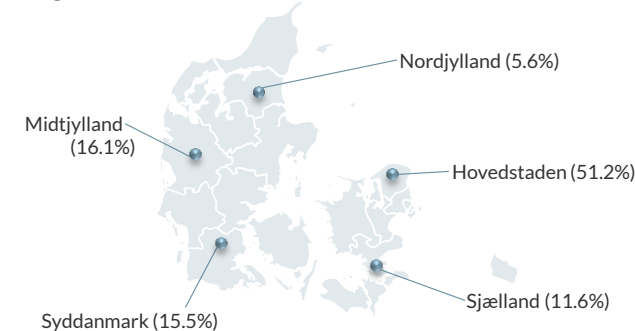 Nordjylland (5.6%)
Midtjylland
(16.1%)
Hovedstaden (51.2%)
Sjælland (11.6%)
Syddanmark (15.5%)